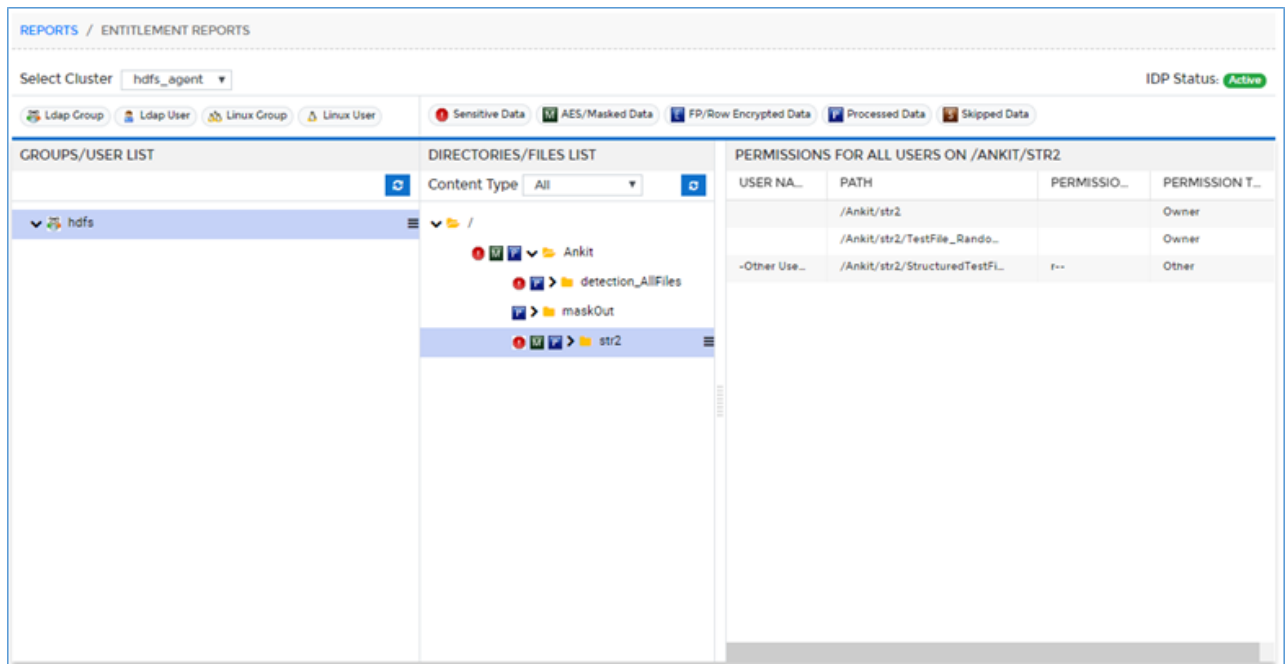 REPORTS / ENTITLEMENT REPORTS
Select Cluster hdfs_agent IDP Status: Active
Ldap Group Ldap User Linux Group Linux User Sensitive Data M AES/Masked Data E FP/Row Encrypted Data P Processed Data S Skipped Data
GROUPS/USER LIST DIRECTORIES/FILES LIST PERMISSIONS FOR ALL USERS ON /ANKIT/STR2
Content Type All USER NA... PATH PERMISSIO... PERMISSION T...
hdfs / /Ankit/str2 Owner
M P Ankit /Ankit/str2/TestFile_Rando... Owner
-Other Use... /Ankit/str2/StructuredTestFi... r-- Other
P detection_AllFiles
P maskOut
M P str2